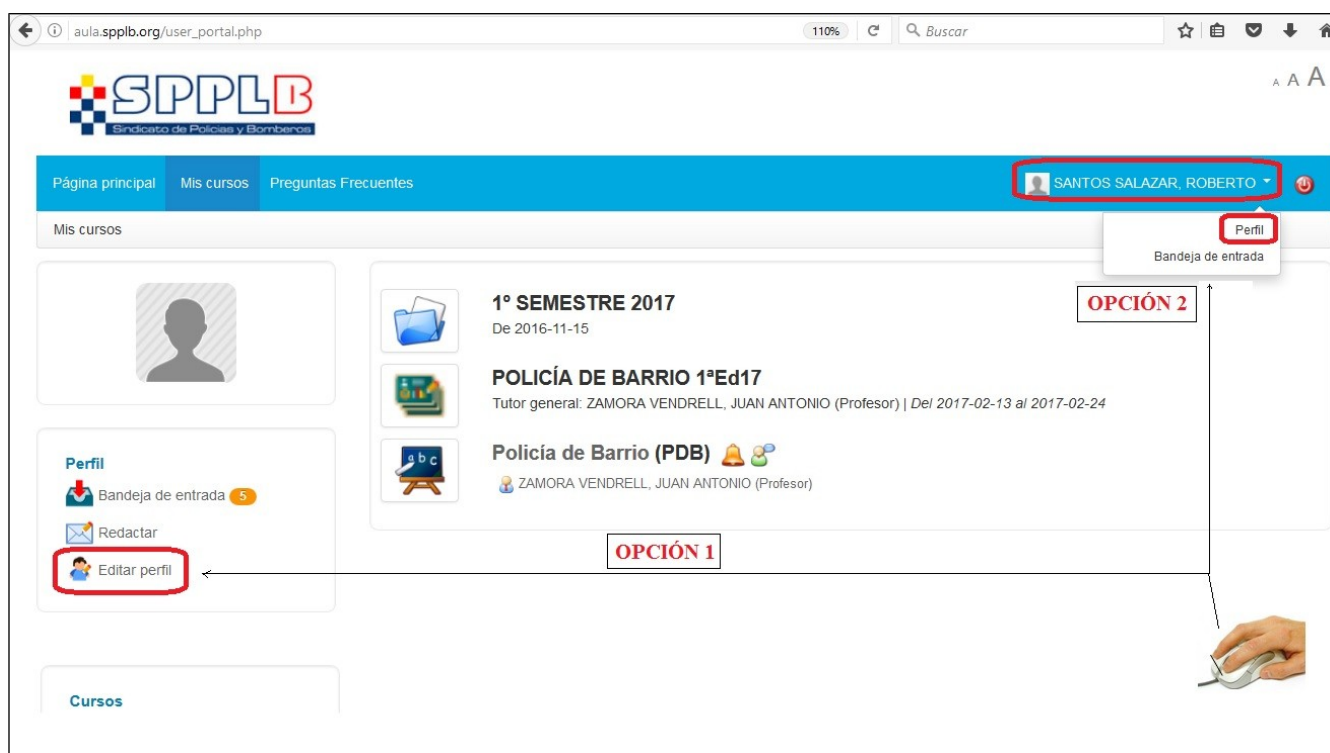 aula.spplb.org/user_portal.php
110%
Buscar
SPPLB
Sindicato de Policías y Bomberos
A A A
Página principal
Mis cursos
Preguntas Frecuentes
SANTOS SALAZAR, ROBERTO
Mis cursos
Perfil
Bandeja de entrada
OPCIÓN 2
1º SEMESTRE 2017
De 2016-11-15
POLICÍA DE BARRIO 1ªEd17
Tutor general: ZAMORA VENDRELL, JUAN ANTONIO (Profesor) | Del 2017-02-13 al 2017-02-24
abc
Policía de Barrio (PDB)
ZAMORA VENDRELL, JUAN ANTONIO (Profesor)
Perfil
Bandeja de entrada 5
Redactar
Editar perfil
OPCIÓN 1
Cursos